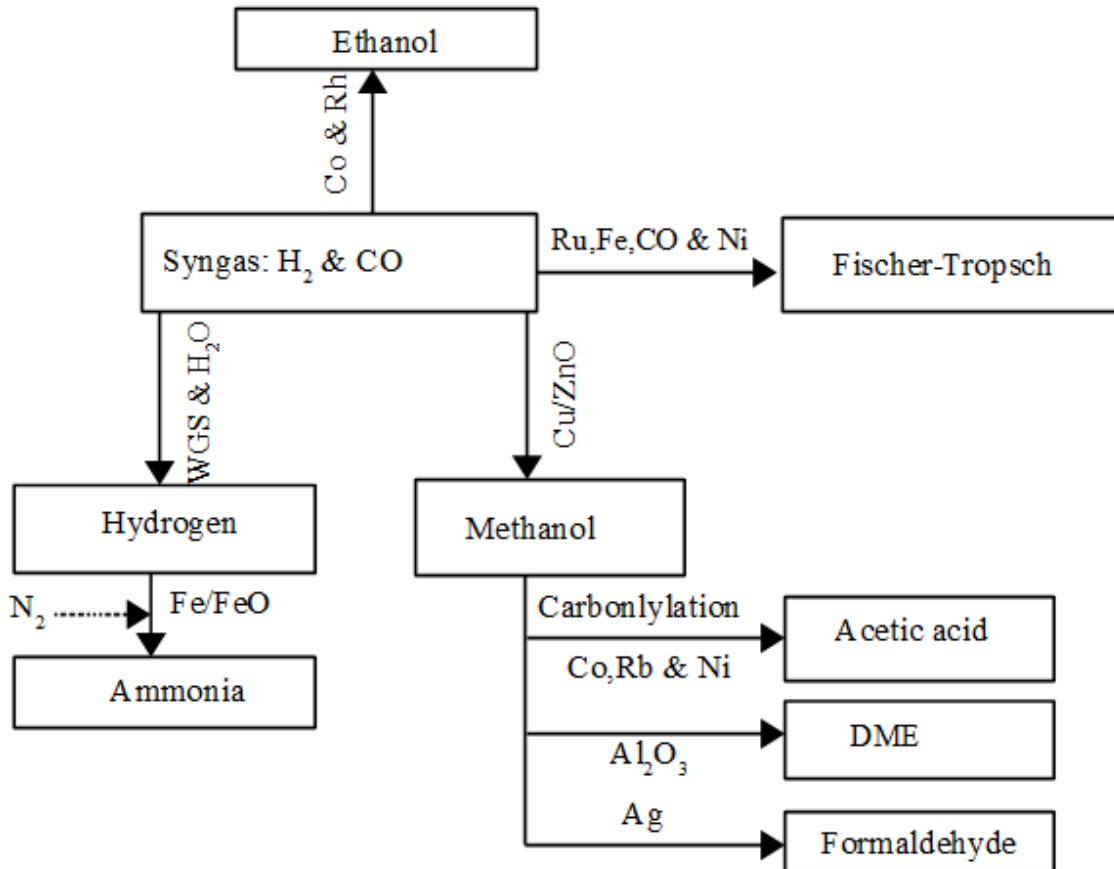 Ethanol
Co & Rh
Syngas: H₂ & CO
Ru,Fe,CO & Ni
Fischer-Tropsch
WGS & H₂O
Cu/ZnO
Hydrogen
Methanol
N₂
Fe/FeO
Ammonia
Carbonlylation
Co,Rb & Ni
Acetic acid
Al₂O₃
DME
Ag
Formaldehyde